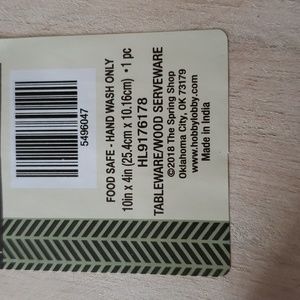 5496047
FOOD SAFE - HAND WASH ONLY
10in x 4in (25.4cm x 10.16cm) • 1 pc
HL9176178
TABLEWARE/WOOD SERVEWARE
©2018 The Spring Shop
Oklahoma City, OK 73179
www.hobbylobby.com
Made in India